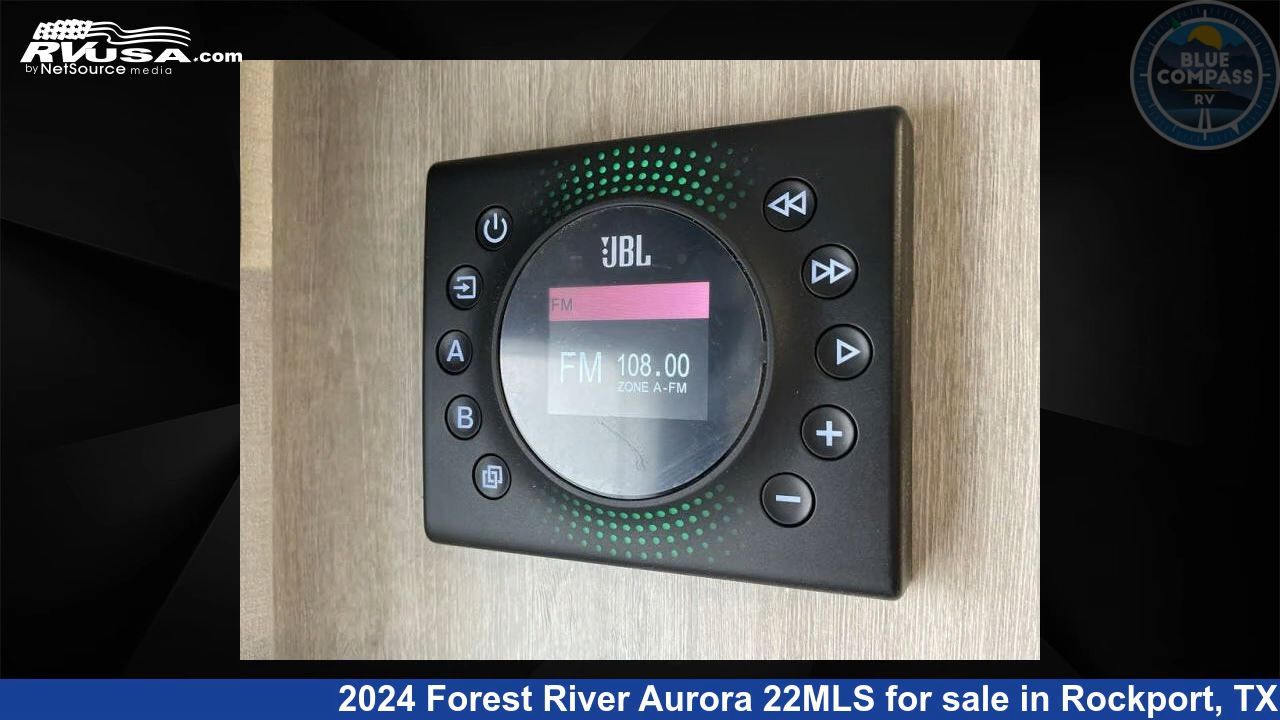 RVUSA.com
by NetSource media
BLUE
COMPASS
RV
JBL
FM
FM 108.00
ZONE A-FM
A
B
2024 Forest River Aurora 22MLS for sale in Rockport, TX